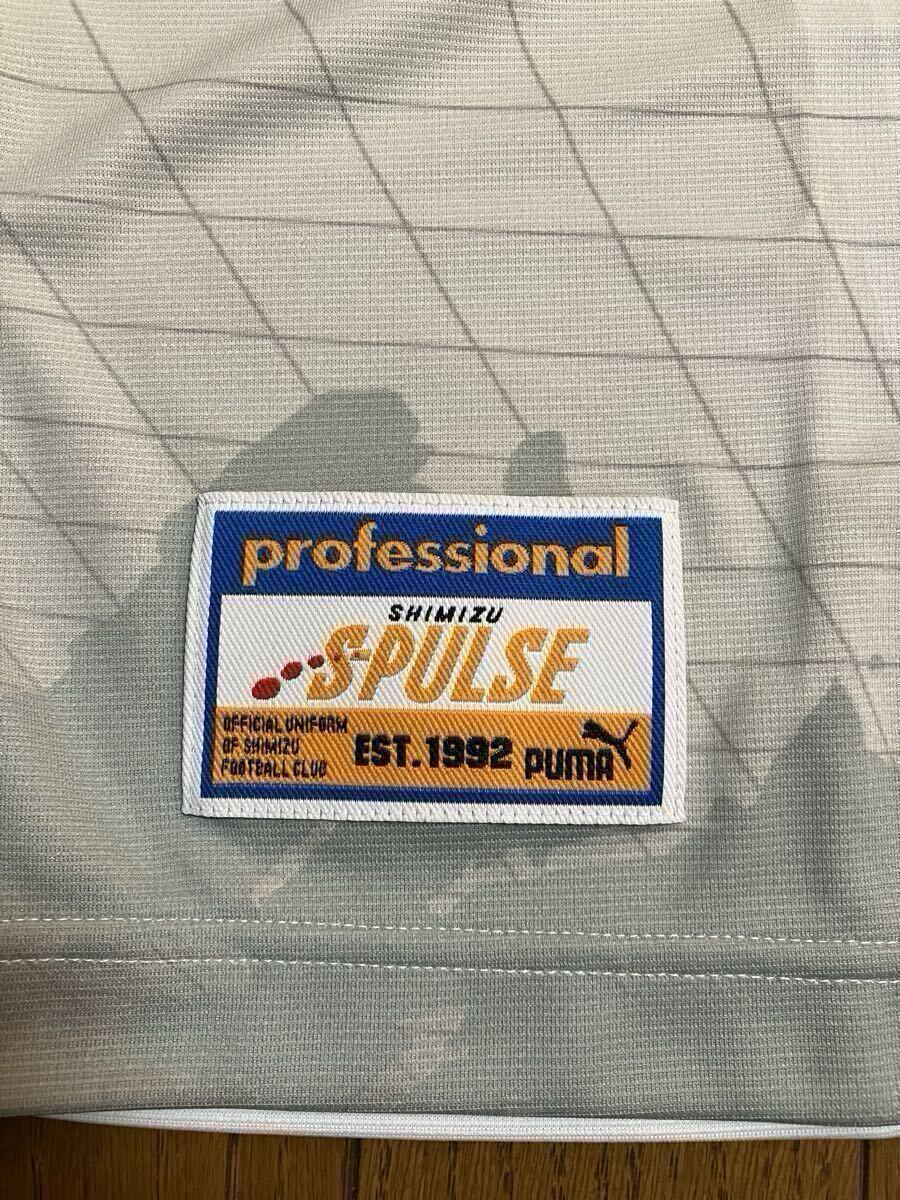 professional
SHIMIZU
S-PULSE
OFFICIAL UNIFORM
OF SHIMIZU
FOOTBALL CLUB
EST.1992
PUMA